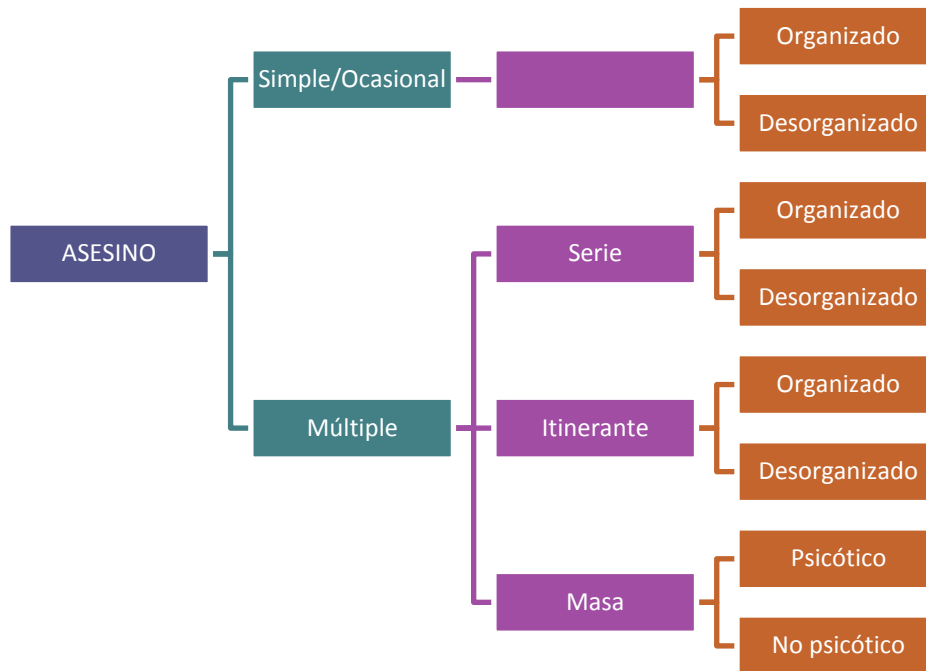 ASESINO
Simple/Ocasional
Organizado
Desorganizado
Múltiple
Serie
Organizado
Desorganizado
Itinerante
Organizado
Desorganizado
Masa
Psicótico
No psicótico